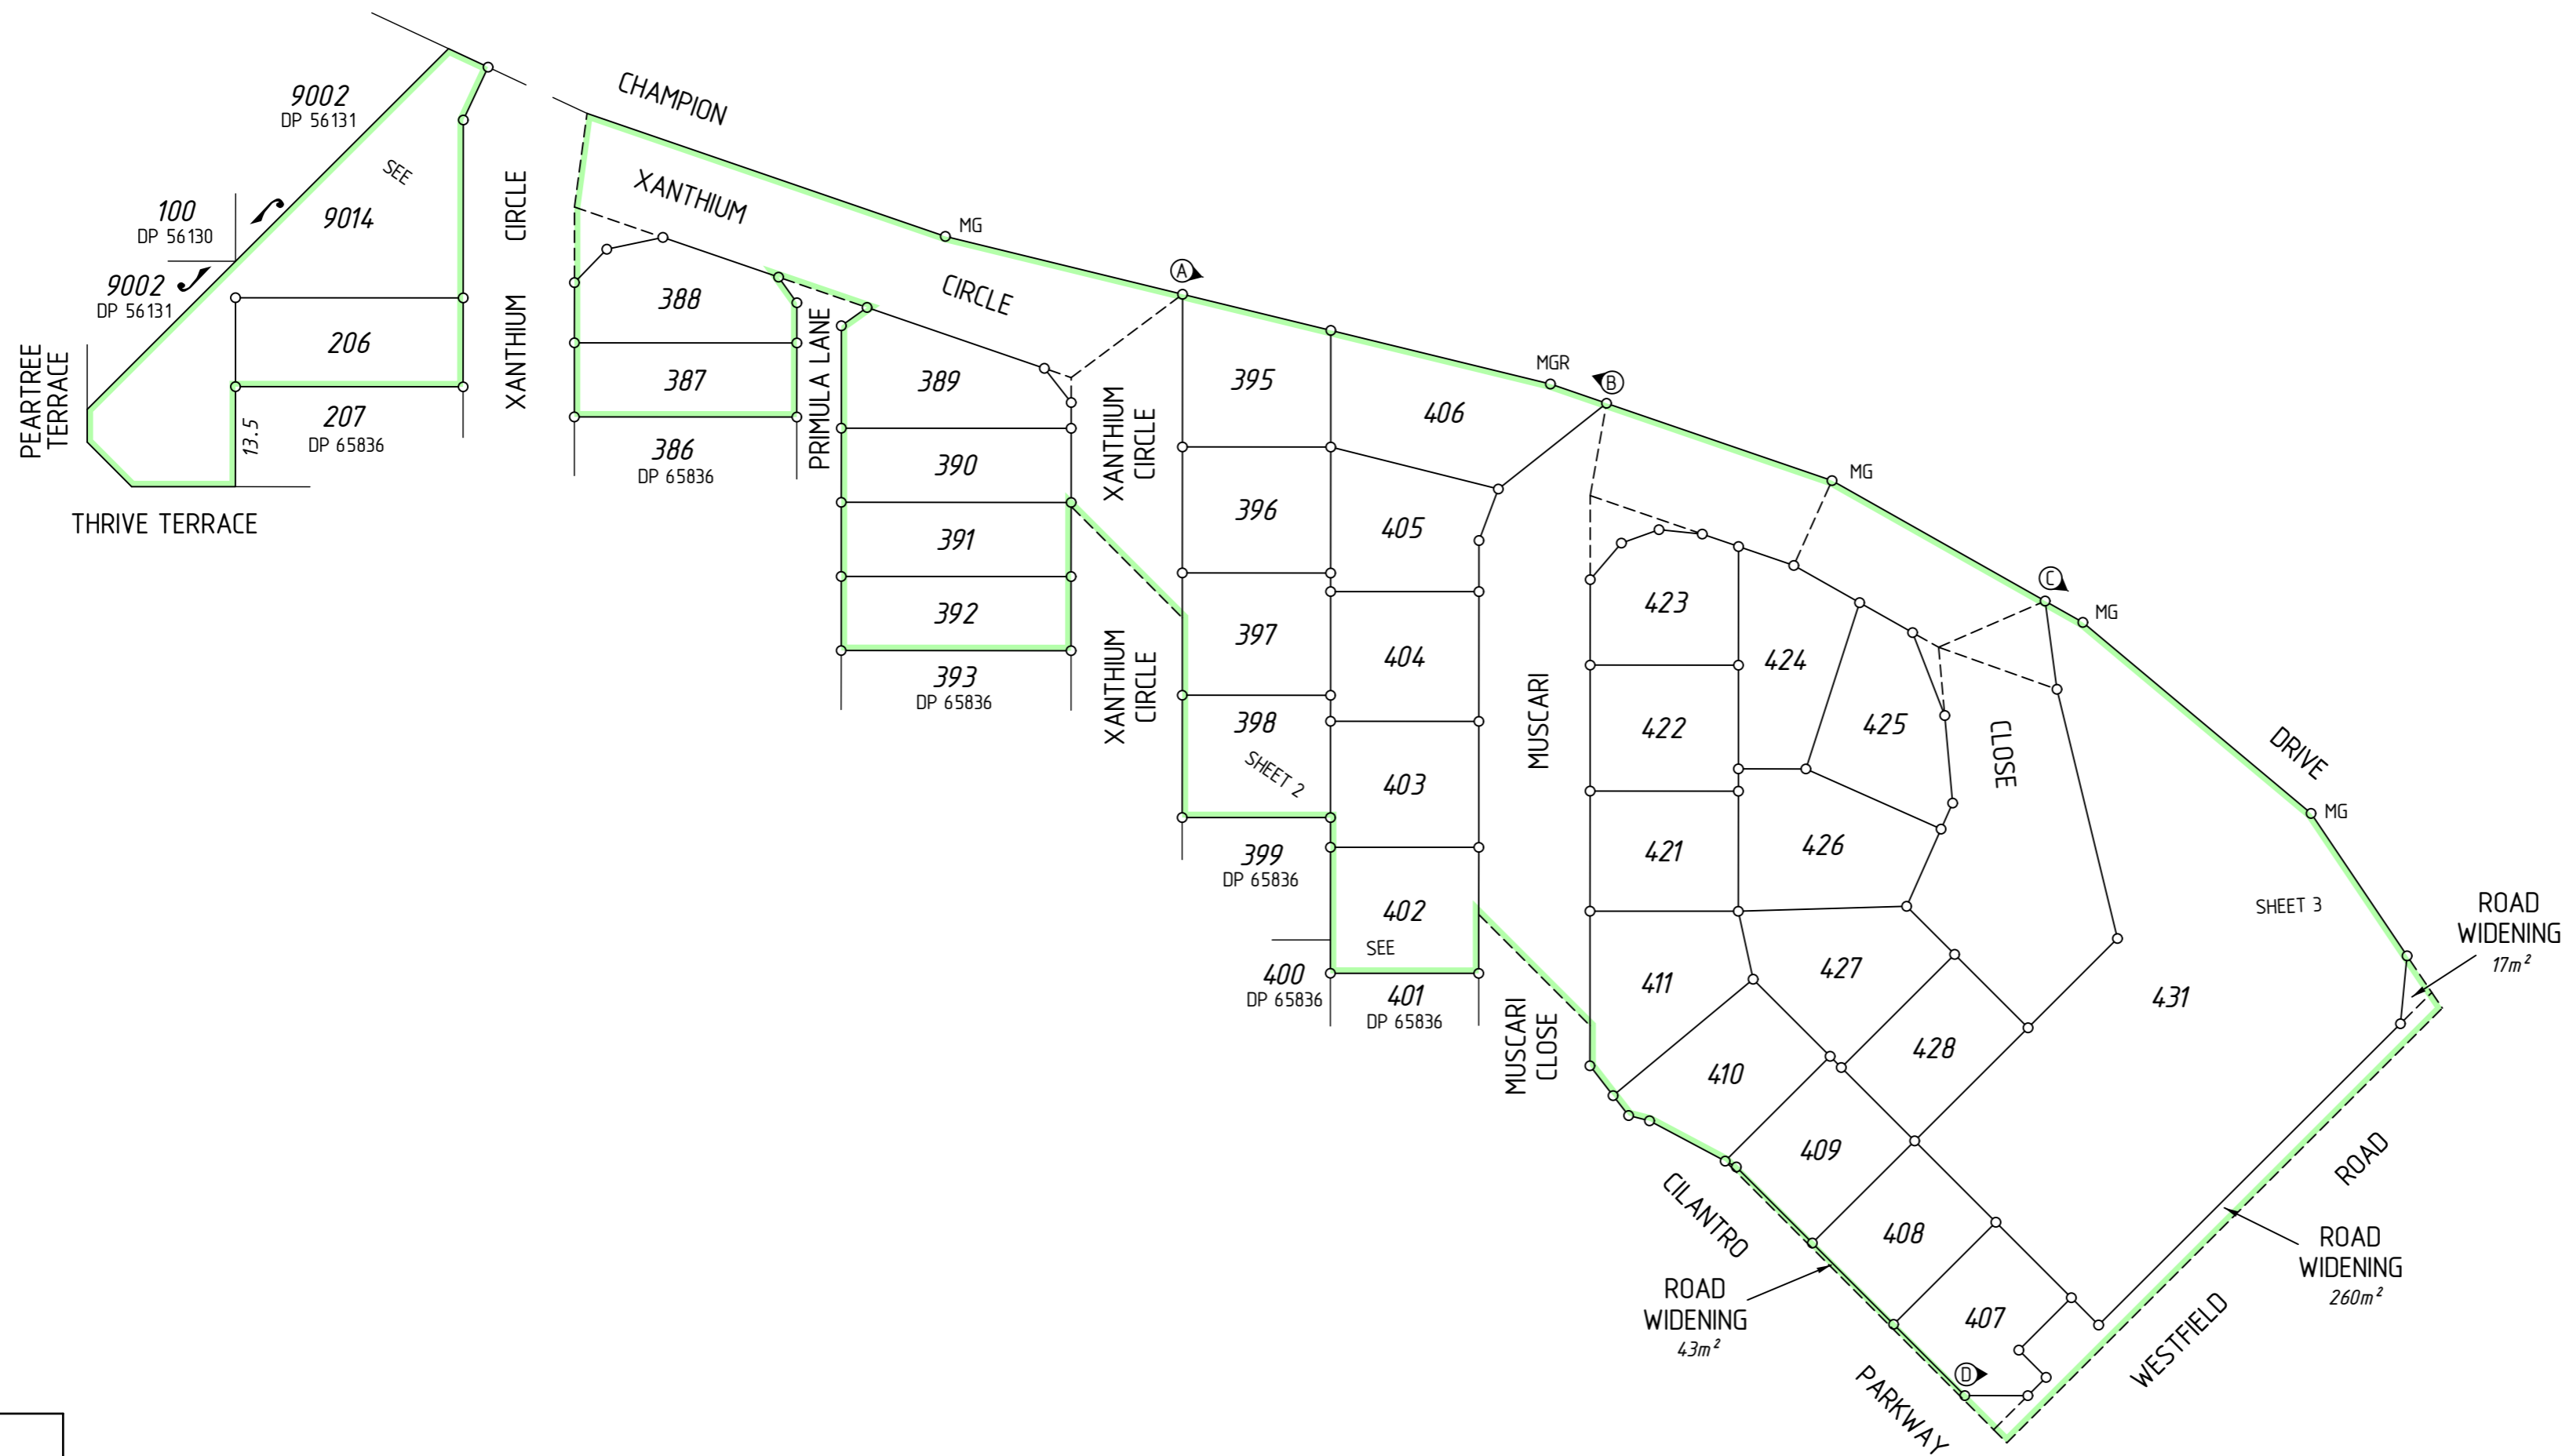 CHAMPION
9002
DP 56131
SEE
100
DP 56130
9014
CIRCLE
XANTHIUM
XANTHIUM
MG
9002
DP 56131
206
388
CIRCLE
A
PEARTREE
TERRACE
207
DP 65836
13.5
387
PRIMULA LANE
389
XANTHIUM
CIRCLE
395
MGR
B
406
386
DP 65836
390
THRIVE TERRACE
391
396
405
MG
392
393
DP 65836
XANTHIUM
CIRCLE
397
404
MUSCARI
423
424
C
MG
398
SHEET 2
422
425
CLOSE
DRIVE
403
421
426
MG
399
DP 65836
402
SEE
SHEET 3
ROAD
WIDENING
17m²
400
DP 65836
401
DP 65836
411
427
431
MUSCARI
CLOSE
410
428
409
ROAD
CILANTRO
408
ROAD
WIDENING
43m²
ROAD
WIDENING
260m²
407
WESTFIELD
D
PARKWAY